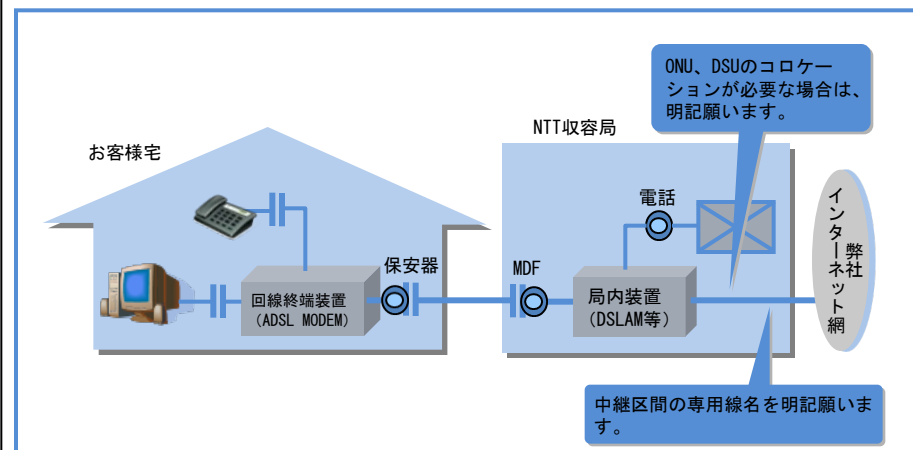 ONU、DSUのコロケー
ションが必要な場合は、
明記願います。
NTT収容局
お客様宅
電話
保安器
MDF
回線終端装置
(ADSL MODEM)
局内装置
(DSLAM等)
弊社
インターネット網
中継区間の専用線名を明記願いま
す。